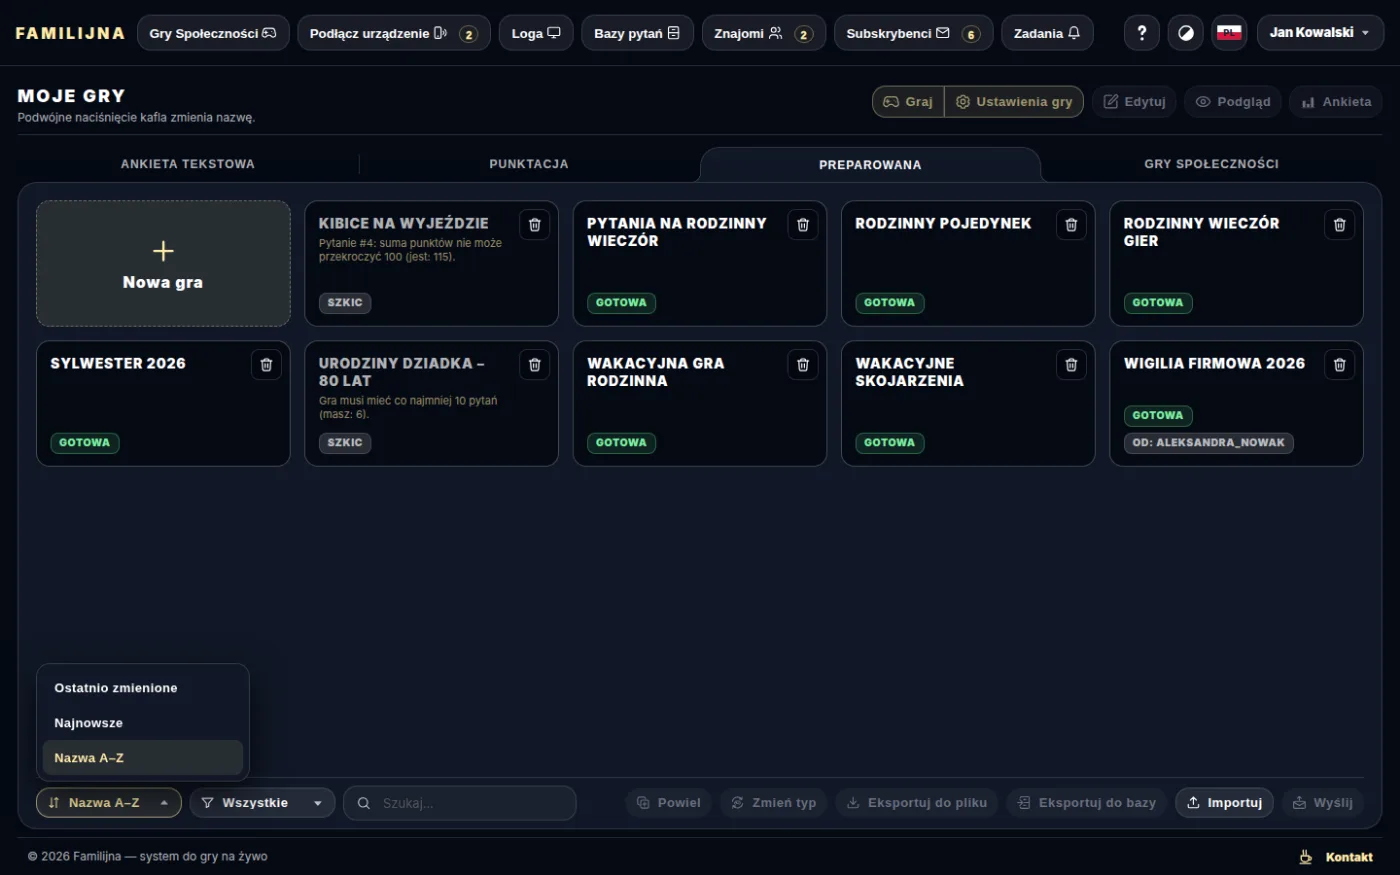 FAMILIJNA
Gry Społeczności
Podłącz urządzenie 2
Loga
Bazy pytań
Znajomi 2
Subskrybenci 6
Zadania
?
PL
Jan Kowalski
MOJE GRY
Podwójne naciśnięcie kafla zmienia nazwę.
Graj
Ustawienia gry
Edytuj
Podgląd
Ankieta
ANKIETA TEKSTOWA
PUNKTACJA
PREPAROWANA
GRY SPOŁECZNOŚCI
Nowa gra
KIBICE NA WYJEŹDZIE
Pytanie #4: suma punktów nie może
przekroczyć 100 (jest: 115).
SZKIC
PYTANIA NA RODZINNY
WIECZÓR
GOTOWA
RODZINNY POJEDYNEK
GOTOWA
RODZINNY WIECZÓR
GIER
GOTOWA
SYLWESTER 2026
GOTOWA
URODZINY DZIADKA –
80 LAT
Gra musi mieć co najmniej 10 pytań
(masz: 6).
SZKIC
WAKACYJNA GRA
RODZINNA
GOTOWA
WAKACYJNE
SKOJARZENIA
GOTOWA
WIGILIA FIRMOWA 2026
GOTOWA
OD: ALEKSANDRA_NOWAK
Ostatnio zmienione
Najnowsze
Nazwa A–Z
Nazwa A–Z
Wszystkie
Szukaj...
Powiel
Zmień typ
Eksportuj do pliku
Eksportuj do bazy
Importuj
Wyślij
© 2026 Familijna — system do gry na żywo
Kontakt